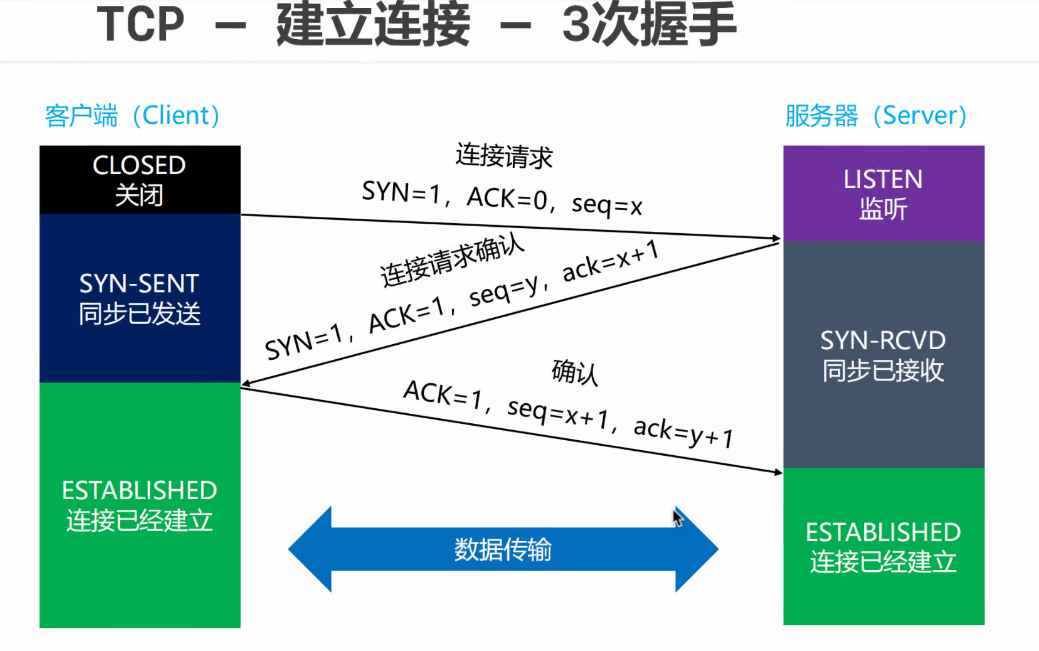 TCP - 建立连接 - 3次握手
客户端（Client）
服务器（Server）
CLOSED
关闭
连接请求
SYN=1，ACK=0，seq=x
LISTEN
监听
SYN-SENT
同步已发送
连接请求确认
SYN=1，ACK=1，seq=y，ack=x+1
SYN-RCVD
同步已接收
确认
ACK=1，seq=x+1，ack=y+1
ESTABLISHED
连接已经建立
数据传输
ESTABLISHED
连接已经建立